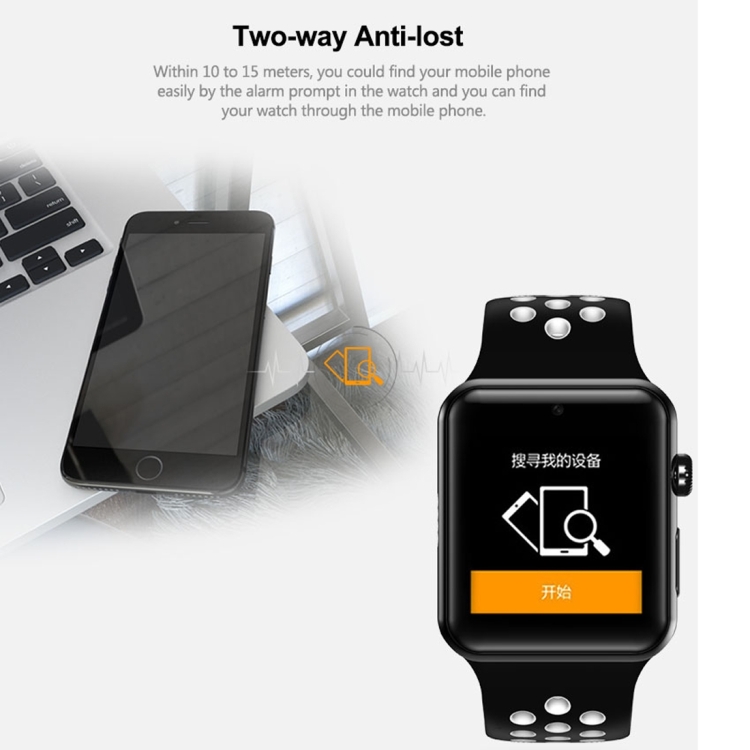 Two-way Anti-lost
Within 10 to 15 meters, you could find your mobile phone
easily by the alarm prompt in the watch and you can find
your watch through the mobile phone.
return
shift
搜寻我的设备
开始